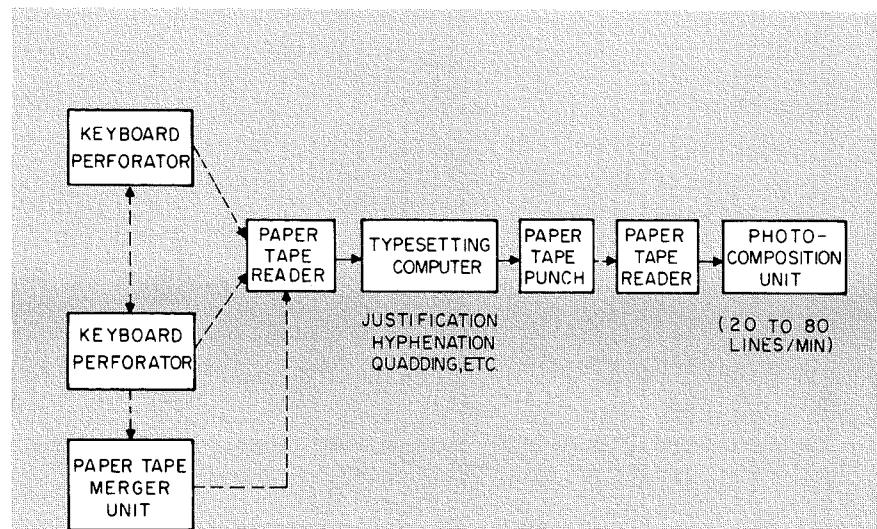 KEYBOARD
PERFORATOR
KEYBOARD
PERFORATOR
PAPER TAPE
MERGER
UNIT
PAPER
TAPE
READER
TYPESETTING
COMPUTER
JUSTIFICATION
HYPHENATION
QUADDING, ETC
PAPER
TAPE
PUNCH
PAPER
TAPE
READER
PHOTO-
COMPOSITION
UNIT
(20 TO 80
LINES/MIN)